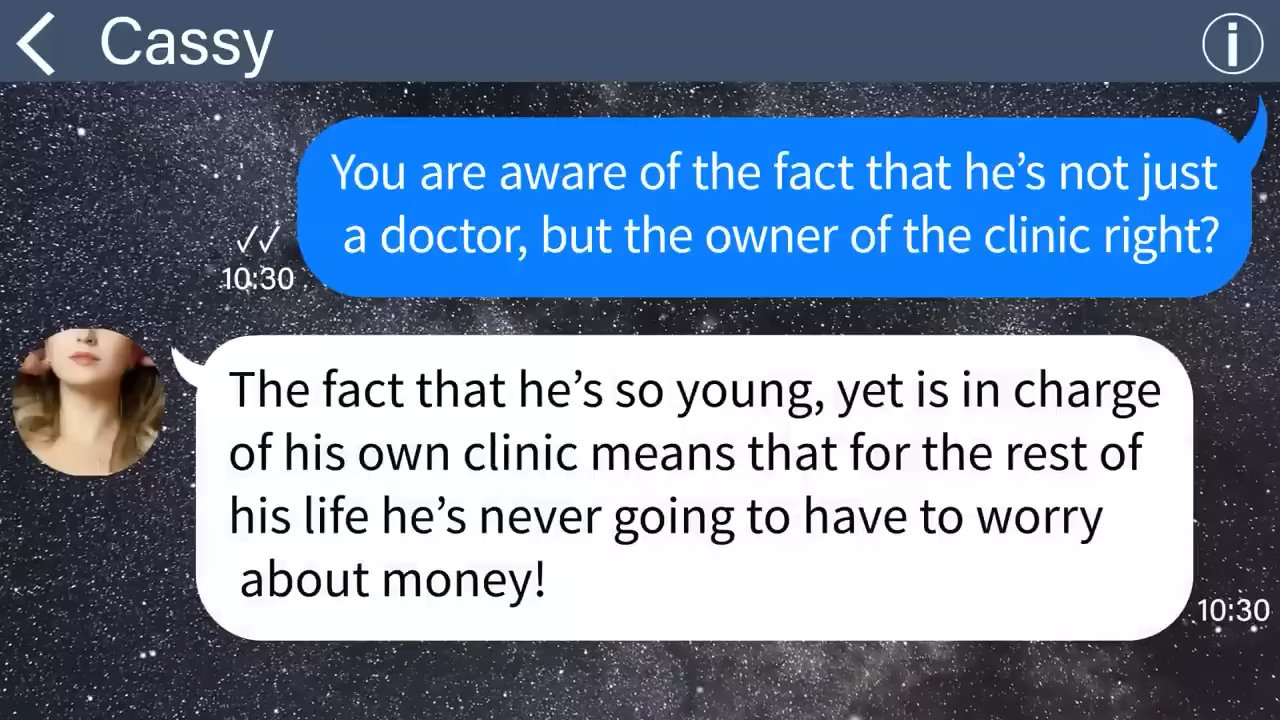 Cassy
You are aware of the fact that he’s not just
a doctor, but the owner of the clinic right?
10:30
The fact that he’s so young, yet is in charge
of his own clinic means that for the rest of
his life he’s never going to have to worry
about money!
10:30